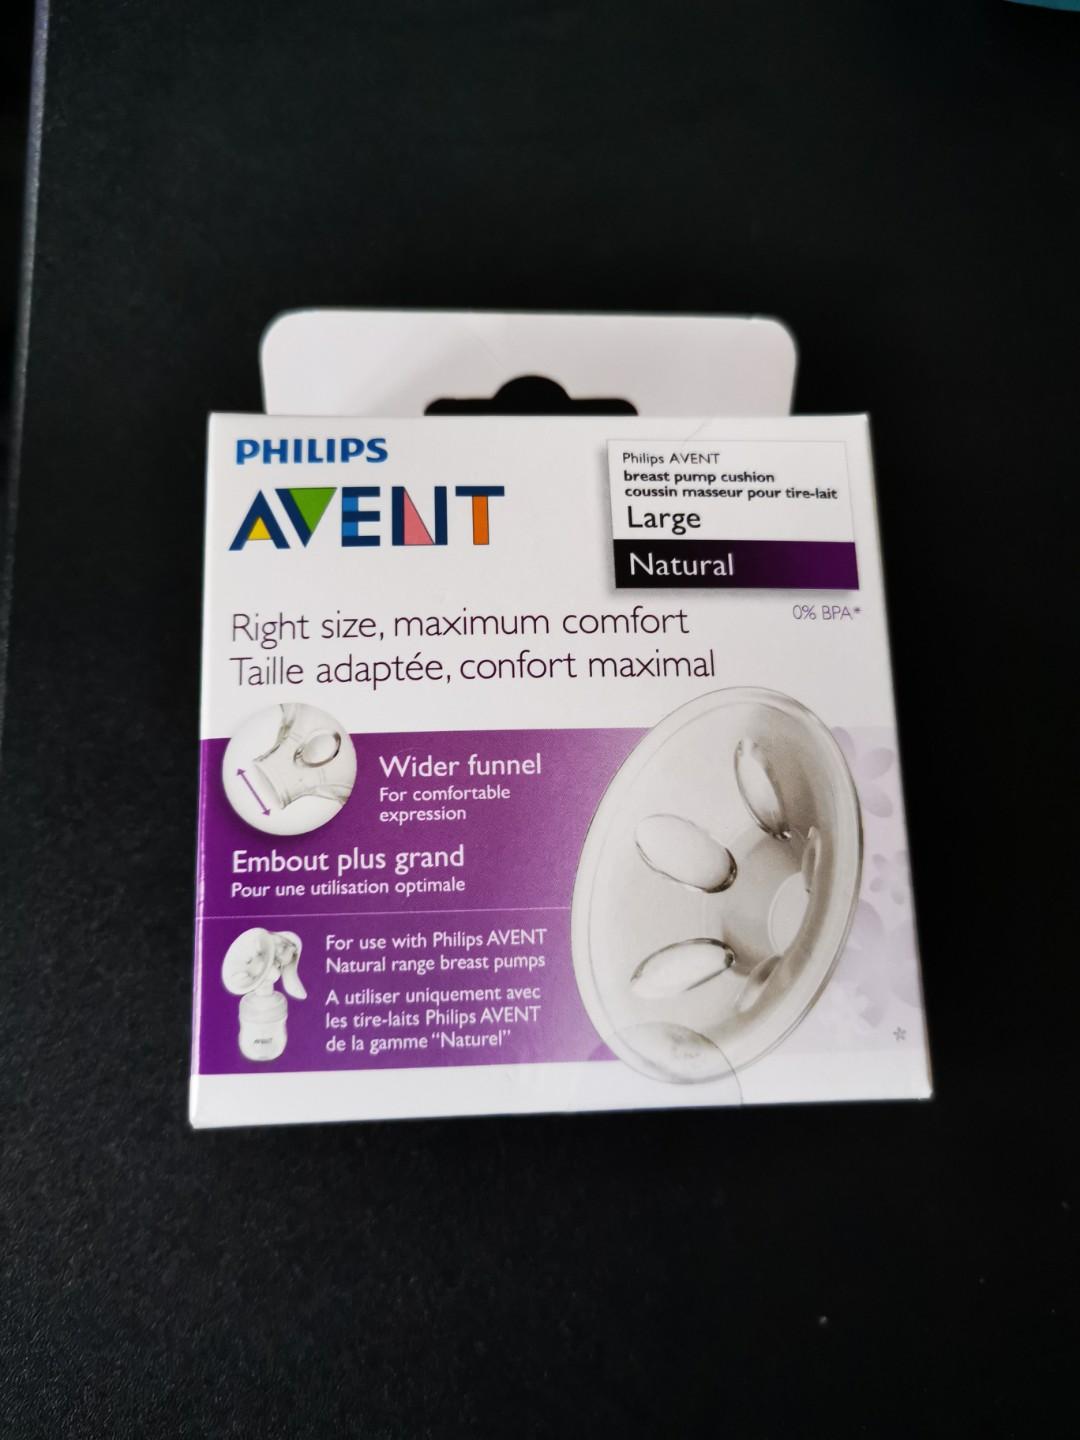 PHILIPS
AVENT
Philips AVENT
breast pump cushion
coussin masseur pour tire-lait
Large
Natural
0% BPA*
Right size, maximum comfort
Taille adaptée, confort maximal
Wider funnel
For comfortable
expression
Embout plus grand
Pour une utilisation optimale
For use with Philips AVENT
Natural range breast pumps
A utiliser uniquement avec
les tire-laits Philips AVENT
de la gamme "Naturel"
AVENT
*